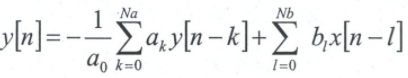 y[n] = -\frac{1}{a_0} \sum_{k=0}^{Na} a_k y[n-k] + \sum_{l=0}^{Nb} b_l x[n-l]